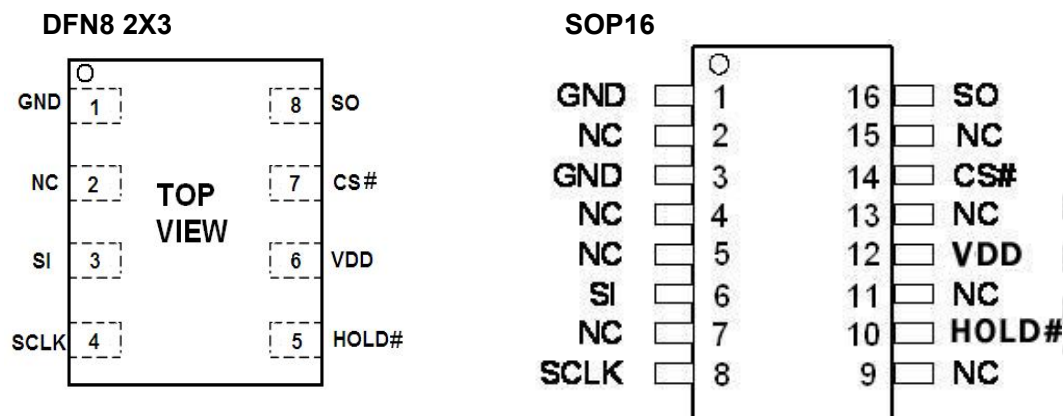 DFN8 2X3
SOP16
GND 1 8 SO
NC 2 7 CS#
TOP
VIEW
SI 3 6 VDD
SCLK 4 5 HOLD#
GND 1 16 SO
NC 2 15 NC
GND 3 14 CS#
NC 4 13 NC
NC 5 12 VDD
SI 6 11 NC
NC 7 10 HOLD#
SCLK 8 9 NC